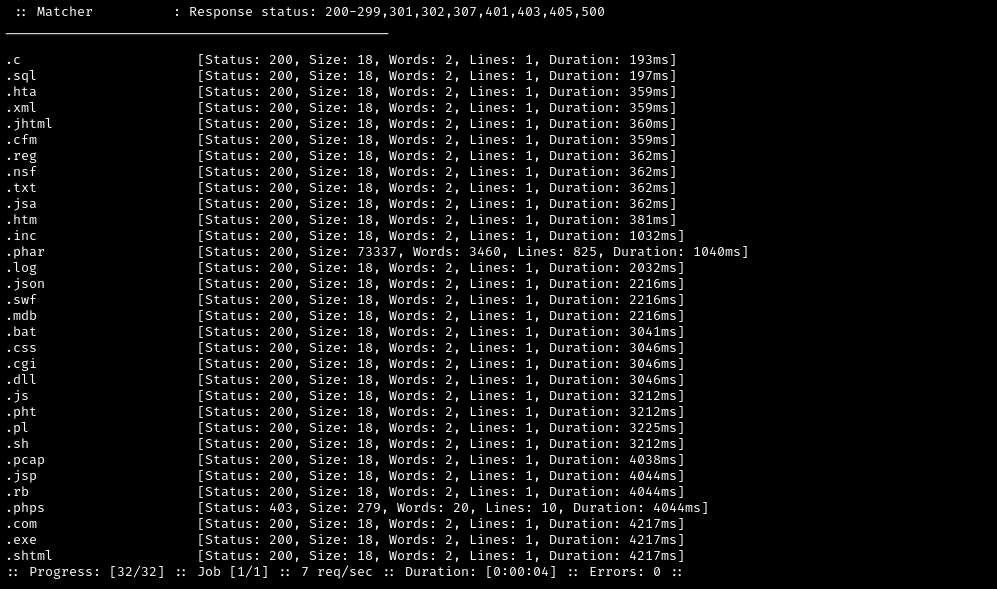 :: Matcher          : Response status: 200-299,301,302,307,401,403,405,500
________________________________________________
.c                      [Status: 200, Size: 18, Words: 2, Lines: 1, Duration: 193ms]
.sql                    [Status: 200, Size: 18, Words: 2, Lines: 1, Duration: 197ms]
.hta                    [Status: 200, Size: 18, Words: 2, Lines: 1, Duration: 359ms]
.xml                    [Status: 200, Size: 18, Words: 2, Lines: 1, Duration: 359ms]
.jhtml                  [Status: 200, Size: 18, Words: 2, Lines: 1, Duration: 360ms]
.cfm                    [Status: 200, Size: 18, Words: 2, Lines: 1, Duration: 359ms]
.reg                    [Status: 200, Size: 18, Words: 2, Lines: 1, Duration: 362ms]
.nsf                    [Status: 200, Size: 18, Words: 2, Lines: 1, Duration: 362ms]
.txt                    [Status: 200, Size: 18, Words: 2, Lines: 1, Duration: 362ms]
.jsa                    [Status: 200, Size: 18, Words: 2, Lines: 1, Duration: 362ms]
.htm                    [Status: 200, Size: 18, Words: 2, Lines: 1, Duration: 381ms]
.inc                    [Status: 200, Size: 18, Words: 2, Lines: 1, Duration: 1032ms]
.phar                   [Status: 200, Size: 73337, Words: 3460, Lines: 825, Duration: 1040ms]
.log                    [Status: 200, Size: 18, Words: 2, Lines: 1, Duration: 2032ms]
.json                   [Status: 200, Size: 18, Words: 2, Lines: 1, Duration: 2216ms]
.swf                    [Status: 200, Size: 18, Words: 2, Lines: 1, Duration: 2216ms]
.mdb                    [Status: 200, Size: 18, Words: 2, Lines: 1, Duration: 2216ms]
.bat                    [Status: 200, Size: 18, Words: 2, Lines: 1, Duration: 3041ms]
.css                    [Status: 200, Size: 18, Words: 2, Lines: 1, Duration: 3046ms]
.cgi                    [Status: 200, Size: 18, Words: 2, Lines: 1, Duration: 3046ms]
.dll                    [Status: 200, Size: 18, Words: 2, Lines: 1, Duration: 3046ms]
.js                     [Status: 200, Size: 18, Words: 2, Lines: 1, Duration: 3212ms]
.pht                    [Status: 200, Size: 18, Words: 2, Lines: 1, Duration: 3212ms]
.pl                     [Status: 200, Size: 18, Words: 2, Lines: 1, Duration: 3225ms]
.sh                     [Status: 200, Size: 18, Words: 2, Lines: 1, Duration: 3212ms]
.pcap                   [Status: 200, Size: 18, Words: 2, Lines: 1, Duration: 4038ms]
.jsp                    [Status: 200, Size: 18, Words: 2, Lines: 1, Duration: 4044ms]
.rb                     [Status: 200, Size: 18, Words: 2, Lines: 1, Duration: 4044ms]
.phps                   [Status: 403, Size: 279, Words: 20, Lines: 10, Duration: 4044ms]
.com                    [Status: 200, Size: 18, Words: 2, Lines: 1, Duration: 4217ms]
.exe                    [Status: 200, Size: 18, Words: 2, Lines: 1, Duration: 4217ms]
.shtml                  [Status: 200, Size: 18, Words: 2, Lines: 1, Duration: 4217ms]
:: Progress: [32/32] :: Job [1/1] :: 7 req/sec :: Duration: [0:00:04] :: Errors: 0 ::